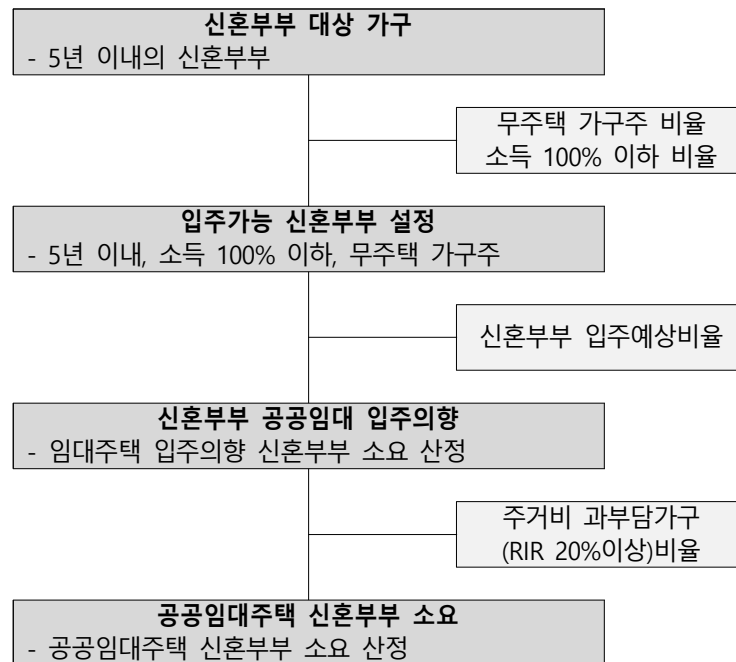 신혼부부 대상 가구
- 5년 이내의 신혼부부
무주택 가구주 비율
소득 100% 이하 비율
입주가능 신혼부부 설정
- 5년 이내, 소득 100% 이하, 무주택 가구주
신혼부부 입주예상비율
신혼부부 공공임대 입주의향
- 임대주택 입주의향 신혼부부 소요 산정
주거비 과부담가구
(RIR 20%이상)비율
공공임대주택 신혼부부 소요
- 공공임대주택 신혼부부 소요 산정